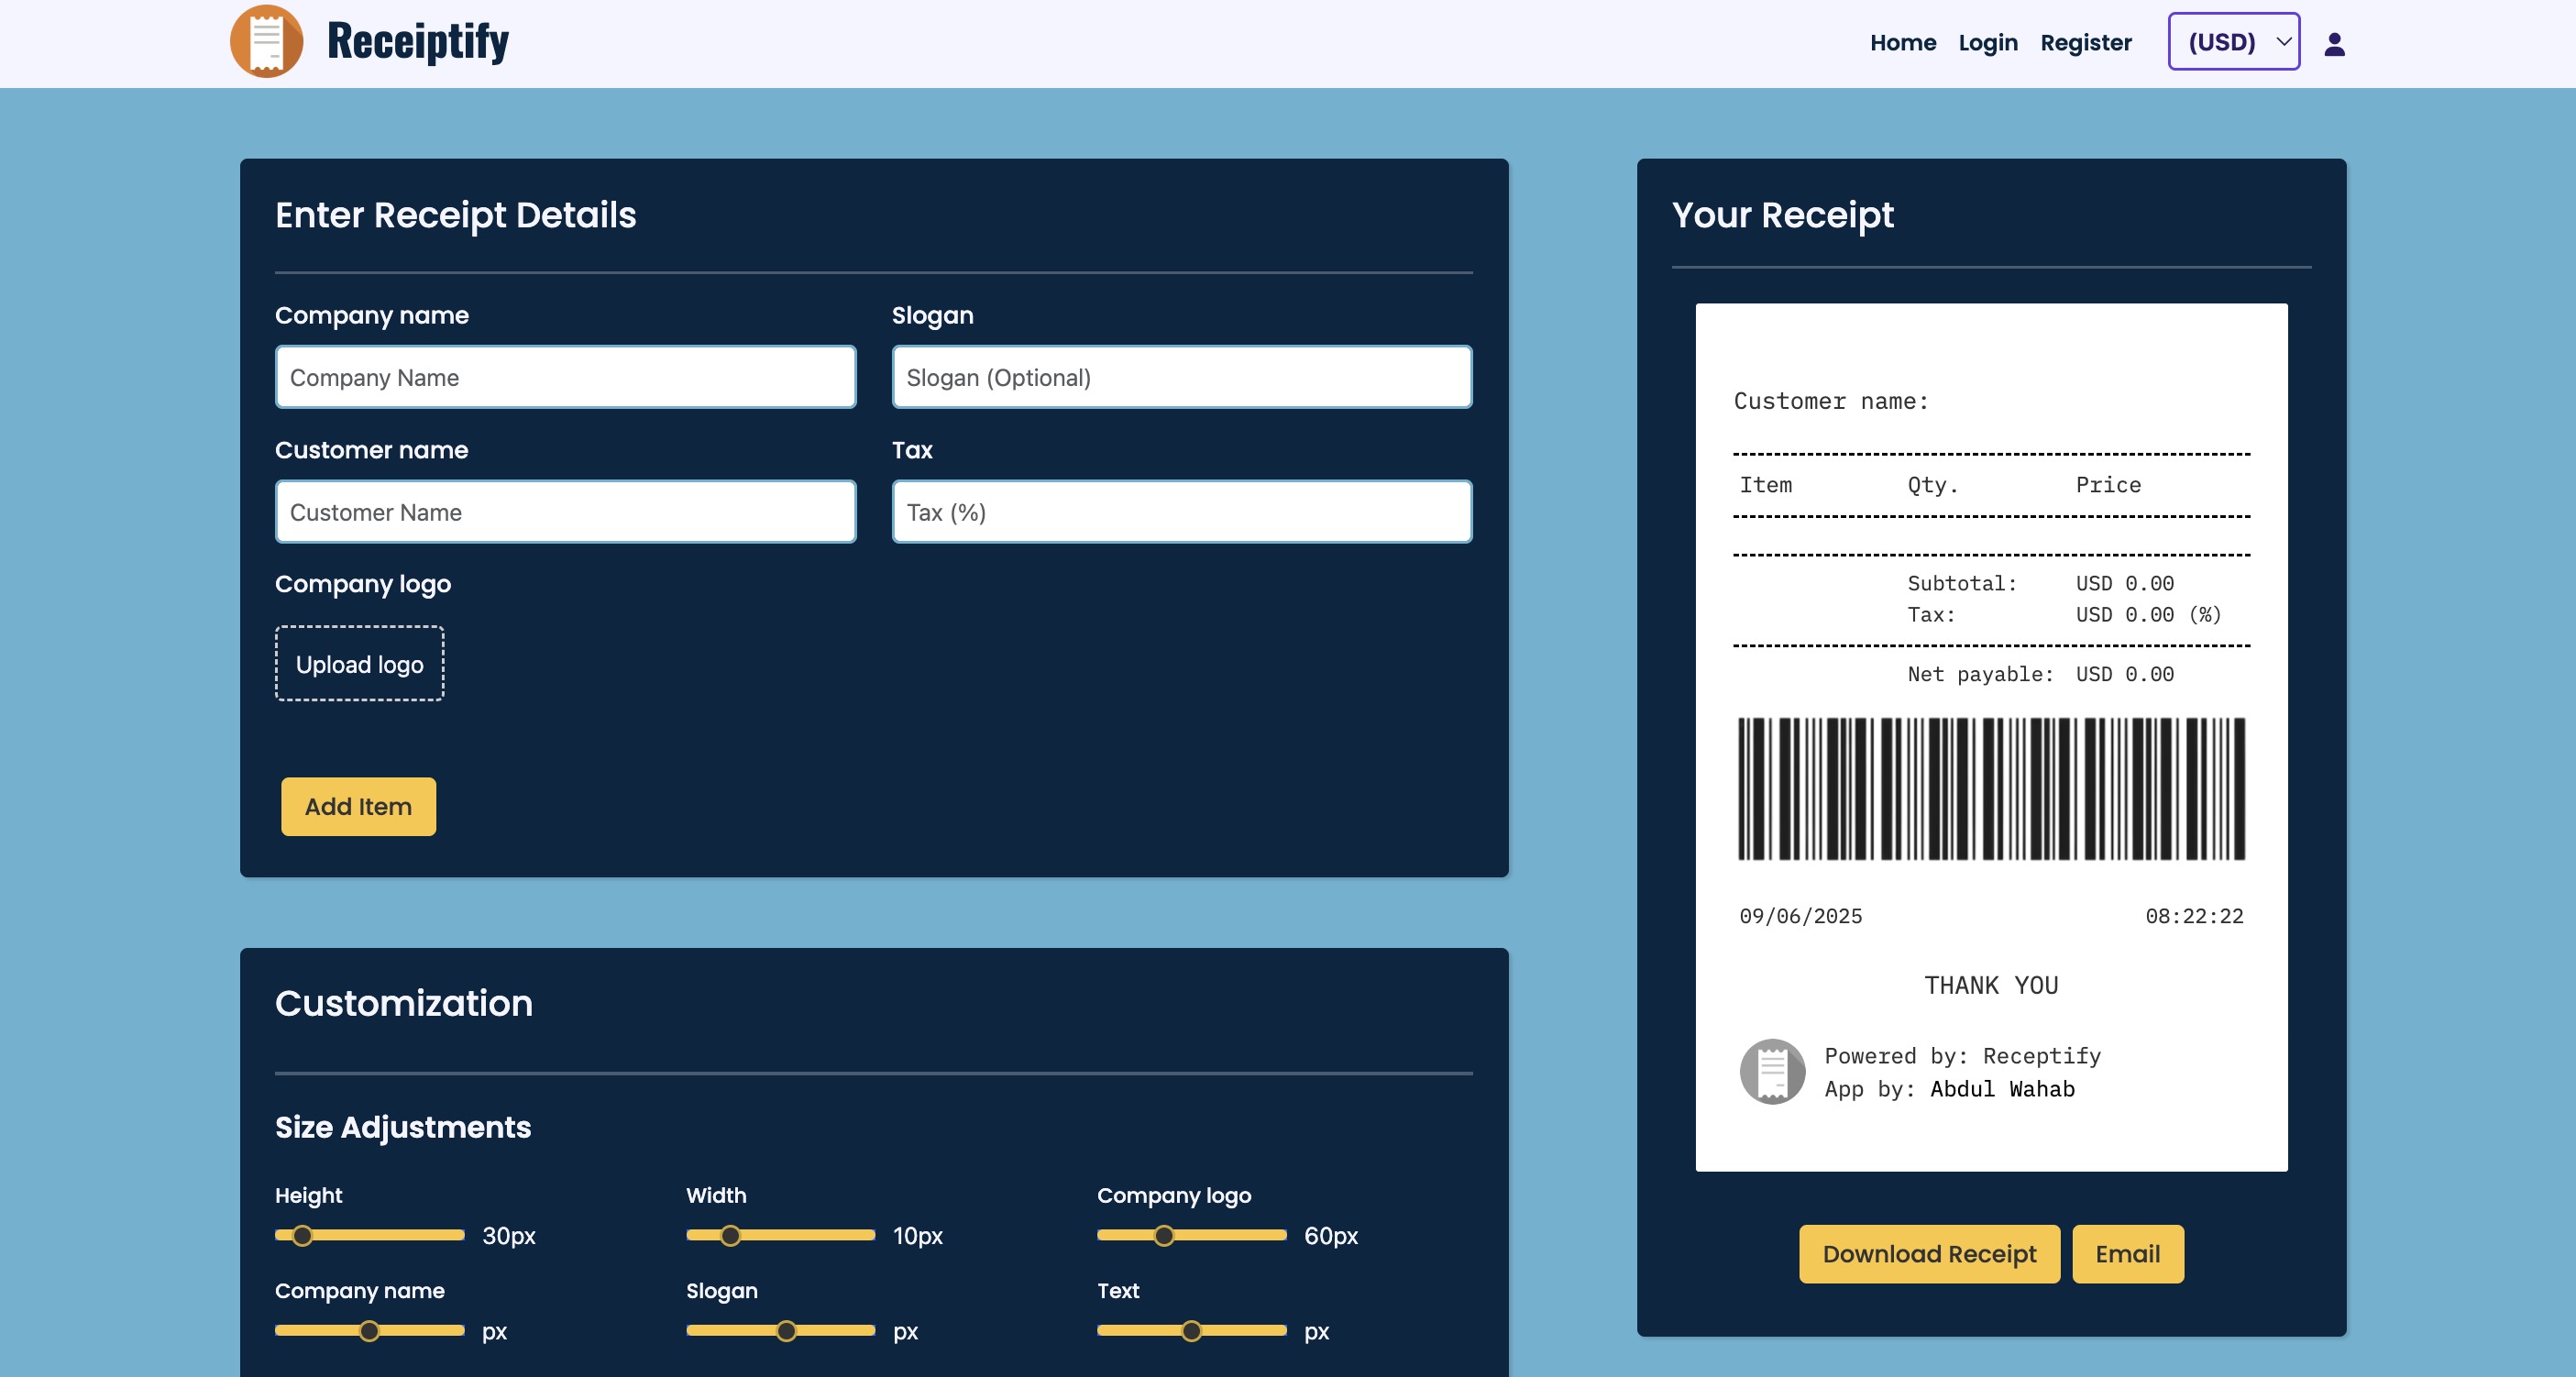 Receiptify
Home Login Register (USD)
Enter Receipt Details
Company name Slogan
Company Name Slogan (Optional)
Customer name Tax
Customer Name Tax (%)
Company logo
Upload logo
Add Item
Customization
Size Adjustments
Height Width Company logo
30px 10px 60px
Company name Slogan Text
px px px
Your Receipt
Customer name:
Item Qty. Price
Subtotal: USD 0.00
Tax: USD 0.00 (%)
Net payable: USD 0.00
09/06/2025 08:22:22
THANK YOU
Powered by: Receptify
App by: Abdul Wahab
Download Receipt Email